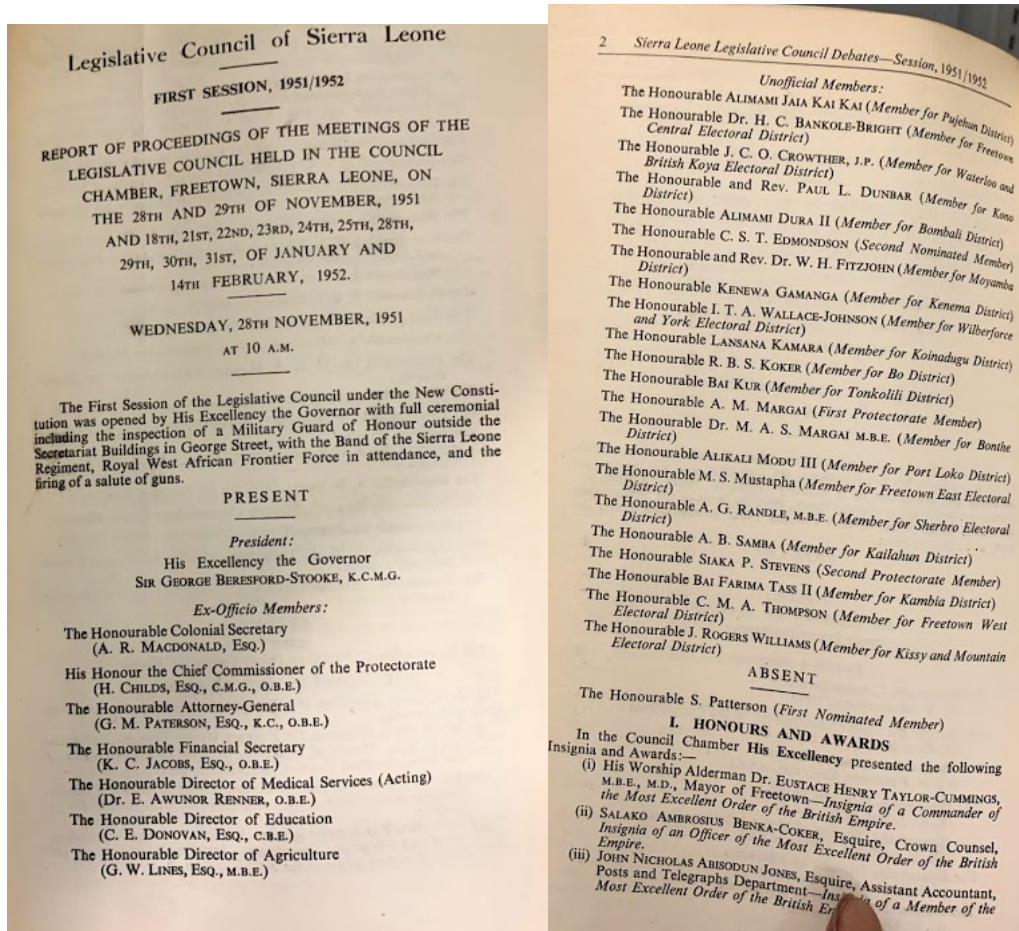 Legislative Council of Sierra Leone
FIRST SESSION, 1951/1952
REPORT OF PROCEEDINGS OF THE MEETINGS OF THE
LEGISLATIVE COUNCIL HELD IN THE COUNCIL
CHAMBER, FREETOWN, SIERRA LEONE, ON
THE 28TH AND 29TH OF NOVEMBER, 1951
AND 18TH, 21ST, 22ND, 23RD, 24TH, 25TH, 28TH,
29TH, 30TH, 31ST, OF JANUARY AND
14TH FEBRUARY, 1952.
WEDNESDAY, 28TH NOVEMBER, 1951
AT 10 A.M.
The First Session of the Legislative Council under the New Consti-
tution was opened by His Excellency the Governor with full ceremonial
including the inspection of a Military Guard of Honour outside the
Secretariat Buildings in George Street, with the Band of the Sierra Leone
Regiment, Royal West African Frontier Force in attendance, and the
firing of a salute of guns.
PRESENT
President:
His Excellency the Governor
SIR GEORGE BERESFORD-STOOKE, K.C.M.G.
Ex-Officio Members:
The Honourable Colonial Secretary
(A. R. MACDONALD, ESQ.)
His Honour the Chief Commissioner of the Protectorate
(H. CHILDS, ESQ., C.M.G., O.B.E.)
The Honourable Attorney-General
(G. M. PATERSON, ESQ., K.C., O.B.E.)
The Honourable Financial Secretary
(K. C. JACOBS, ESQ., O.B.E.)
The Honourable Director of Medical Services (Acting)
(Dr. E. AWUNOR RENNER, O.B.E.)
The Honourable Director of Education
(C. E. DONOVAN, ESQ., C.B.E.)
The Honourable Director of Agriculture
(G. W. LINES, ESQ., M.B.E.)
2 Sierra Leone Legislative Council Debates—Session, 1951/1952
Unofficial Members:
The Honourable ALIMAMI JAIA KAI KAI (Member for Pujehun District)
The Honourable Dr. H. C. BANKOLE-BRIGHT (Member for Freetown
Central Electoral District)
The Honourable J. C. O. CROWTHER, J.P. (Member for Waterloo and
British Koya Electoral District)
The Honourable and Rev. PAUL L. DUNBAR (Member for Kono
District)
The Honourable ALIMAMI DURA II (Member for Bombali District)
The Honourable C. S. T. EDMONDSON (Second Nominated Member)
The Honourable and Rev. Dr. W. H. FITZJOHN (Member for Moyamba
District)
The Honourable KENEWA GAMANGA (Member for Kenema District)
The Honourable I. T. A. WALLACE-JOHNSON (Member for Wilberforce
and York Electoral District)
The Honourable LANSANA KAMARA (Member for Koinadugu District)
The Honourable R. B. S. KOKER (Member for Bo District)
The Honourable BAI KUR (Member for Tonkolili District)
The Honourable A. M. MARGAI (First Protectorate Member)
The Honourable Dr. M. A. S. MARGAI M.B.E. (Member for Bonthe
District)
The Honourable ALIKALI MODU III (Member for Port Loko District)
The Honourable M. S. Mustapha (Member for Freetown East Electoral
District)
The Honourable A. G. RANDLE, M.B.E. (Member for Sherbro Electoral
District)
The Honourable A. B. SAMBA (Member for Kailahun District)
The Honourable SIAKA P. STEVENS (Second Protectorate Member)
The Honourable BAI FARIMA TASS II (Member for Kambia District)
The Honourable C. M. A. THOMPSON (Member for Freetown West
Electoral District)
The Honourable J. ROGERS WILLIAMS (Member for Kissy and Mountain
Electoral District)
ABSENT
The Honourable S. Patterson (First Nominated Member)
I. HONOURS AND AWARDS
In the Council Chamber His Excellency presented the following
Insignia and Awards:—
(i) His Worship Alderman Dr. EUSTACE HENRY TAYLOR-CUMMINGS,
M.B.E., M.D., Mayor of Freetown—Insignia of a Commander of
the Most Excellent Order of the British Empire.
(ii) SALAKO AMBROSIUS BENKA-COKER, Esquire, Crown Counsel,
Insignia of an Officer of the Most Excellent Order of the British
Empire.
(iii) JOHN NICHOLAS ABISODUN JONES, Esquire, Assistant Accountant,
Posts and Telegraphs Department— of a Member of the
Most Excellent Order of the British